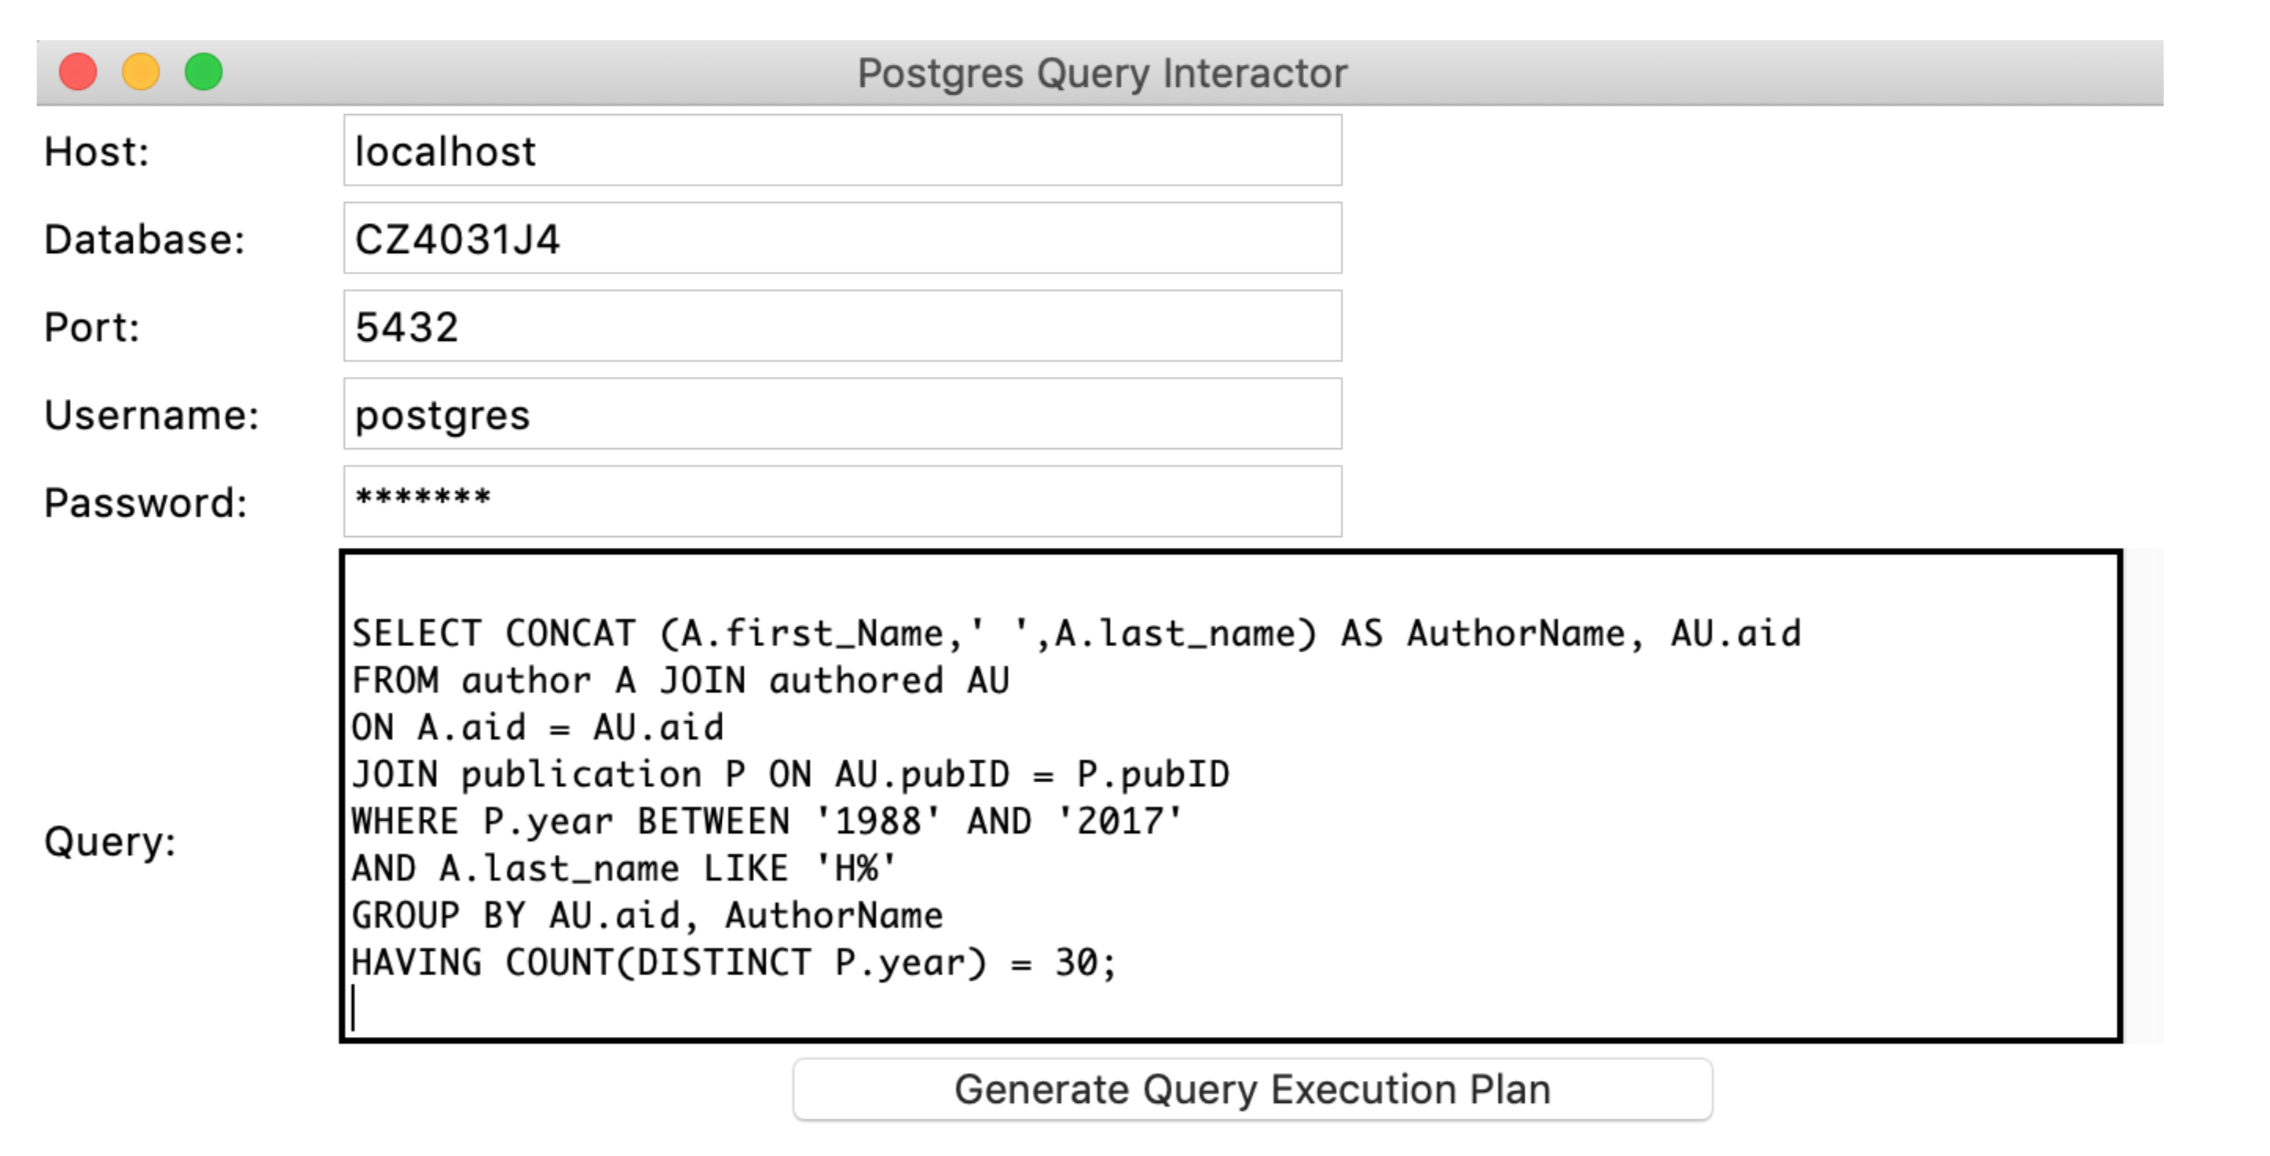 Postgres Query Interactor
Host: localhost
Database: CZ4031J4
Port: 5432
Username: postgres
Password: *******
Query:
SELECT CONCAT (A.first_Name,' ',A.last_name) AS AuthorName, AU.aid
FROM author A JOIN authored AU
ON A.aid = AU.aid
JOIN publication P ON AU.pubID = P.pubID
WHERE P.year BETWEEN '1988' AND '2017'
AND A.last_name LIKE 'H%'
GROUP BY AU.aid, AuthorName
HAVING COUNT(DISTINCT P.year) = 30;
Generate Query Execution Plan